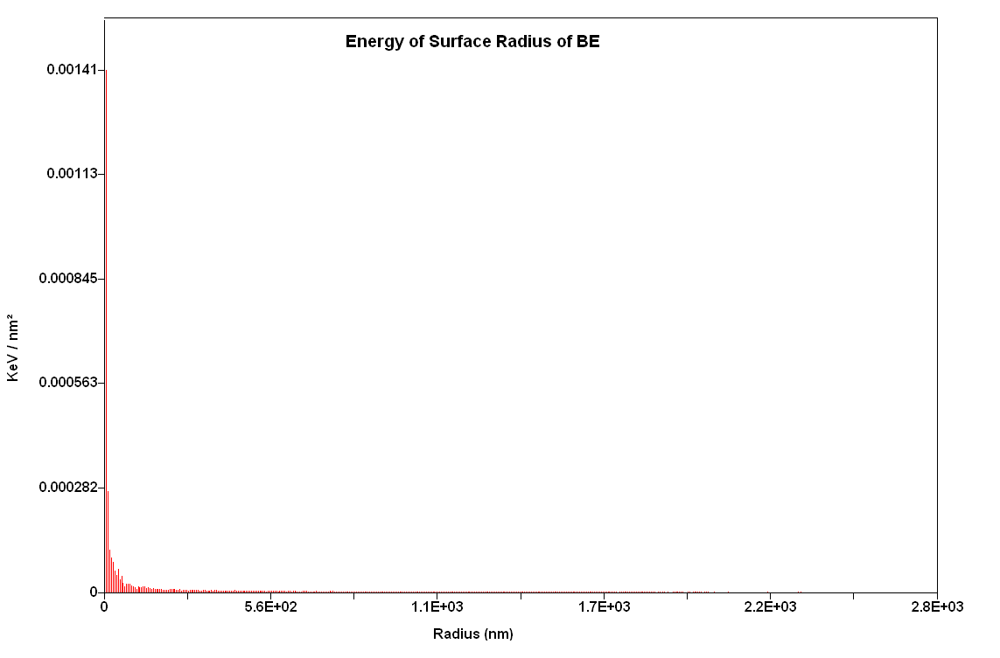 Energy of Surface Radius of BE
0.00141
0.00113
0.000845
0.000563
0.000282
0
KeV / nm²
0 5.6E+02 1.1E+03 1.7E+03 2.2E+03 2.8E+03
Radius (nm)